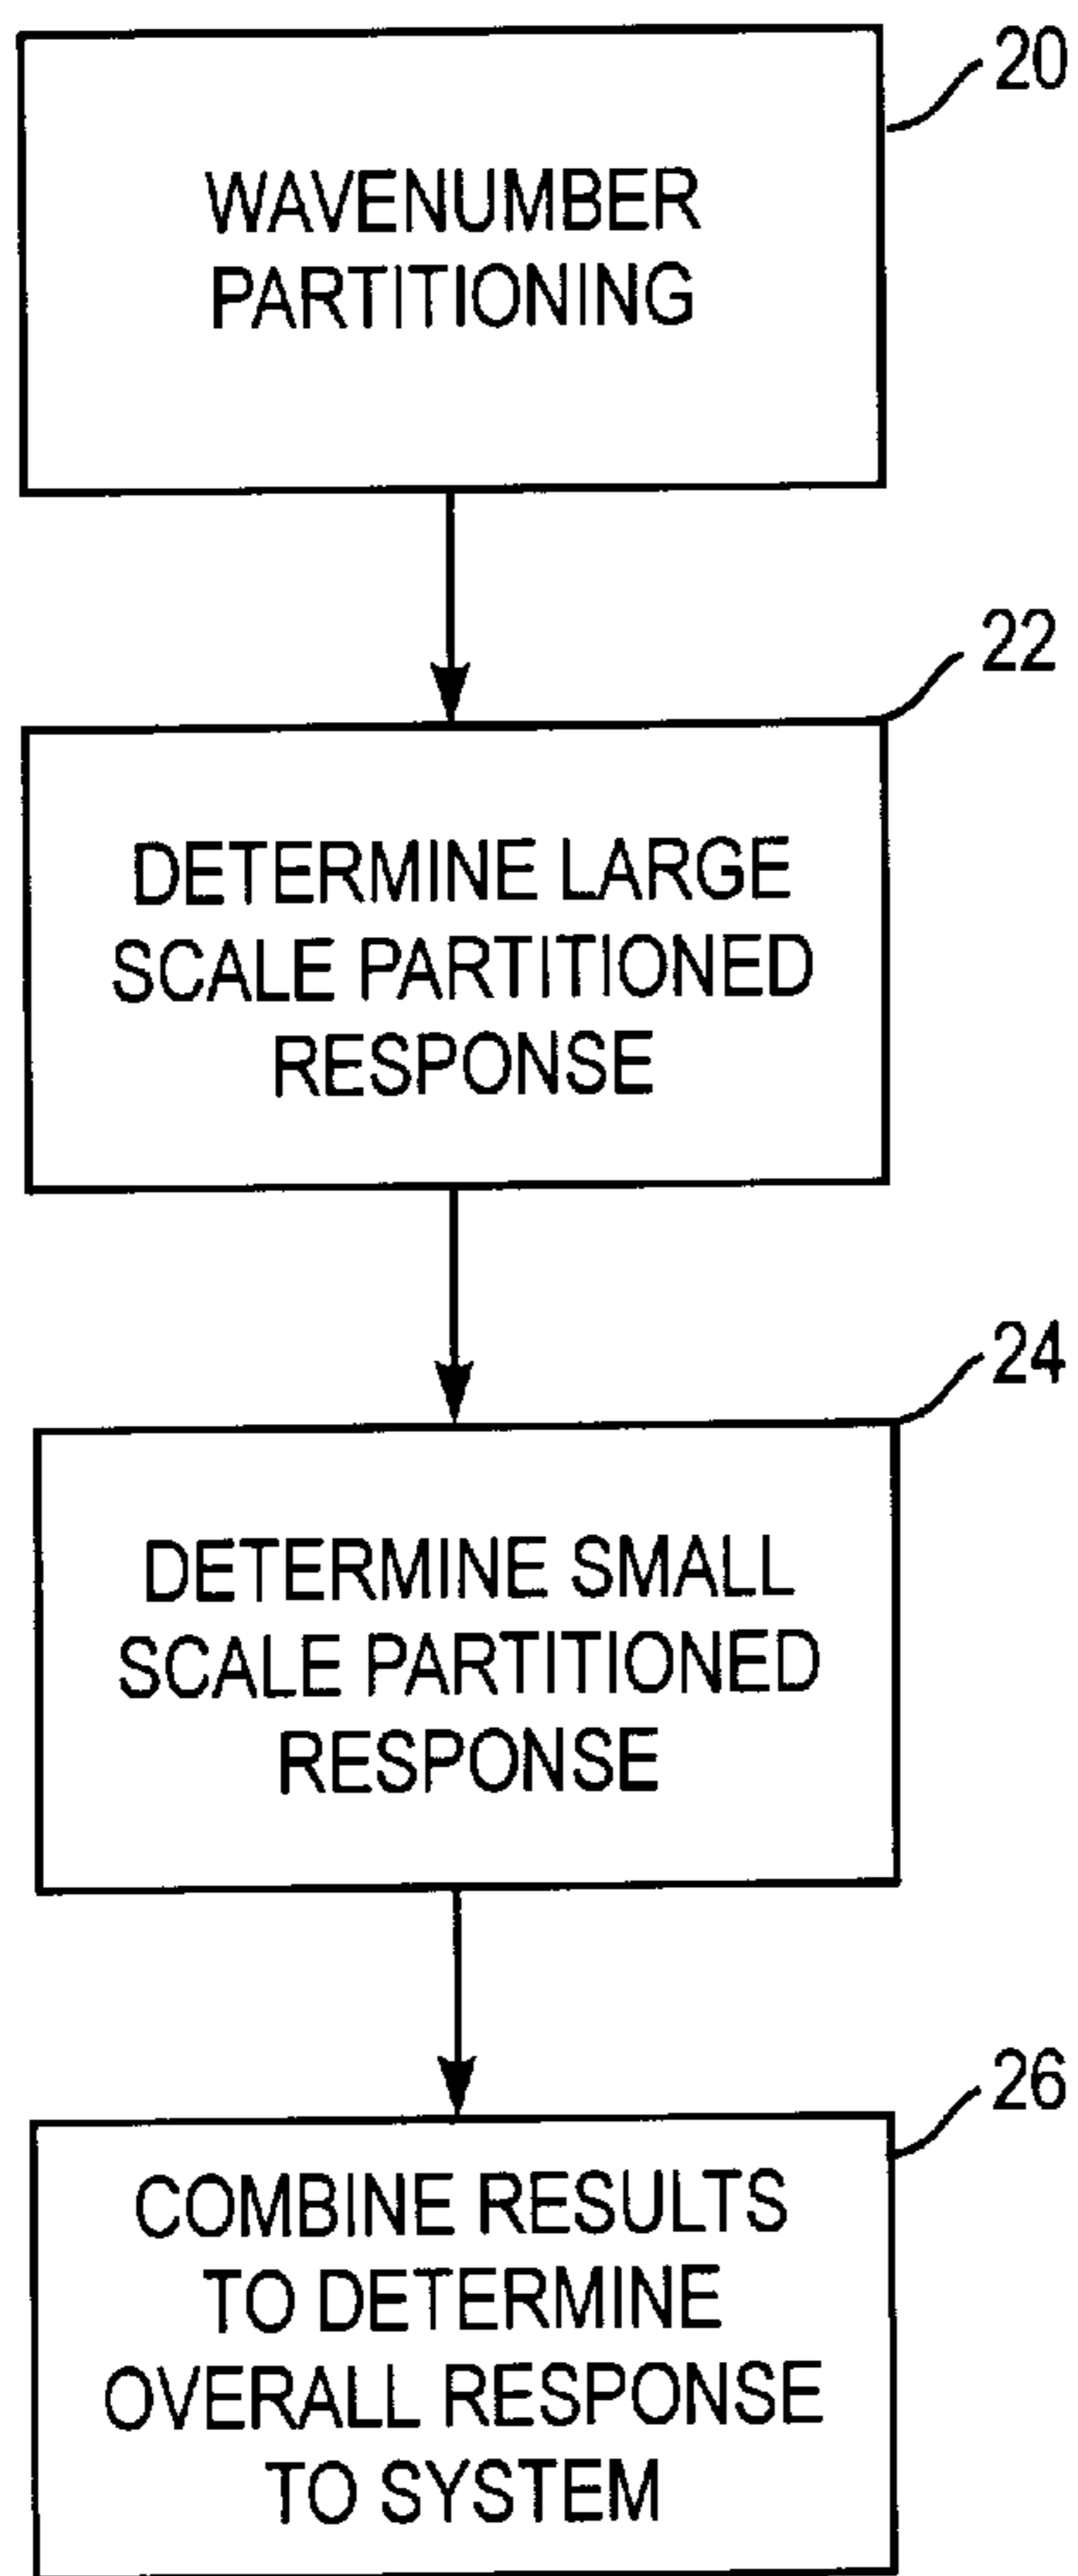 20
WAVENUMBER
PARTITIONING
22
DETERMINE LARGE
SCALE PARTITIONED
RESPONSE
24
DETERMINE SMALL
SCALE PARTITIONED
RESPONSE
26
COMBINE RESULTS
TO DETERMINE
OVERALL RESPONSE
TO SYSTEM